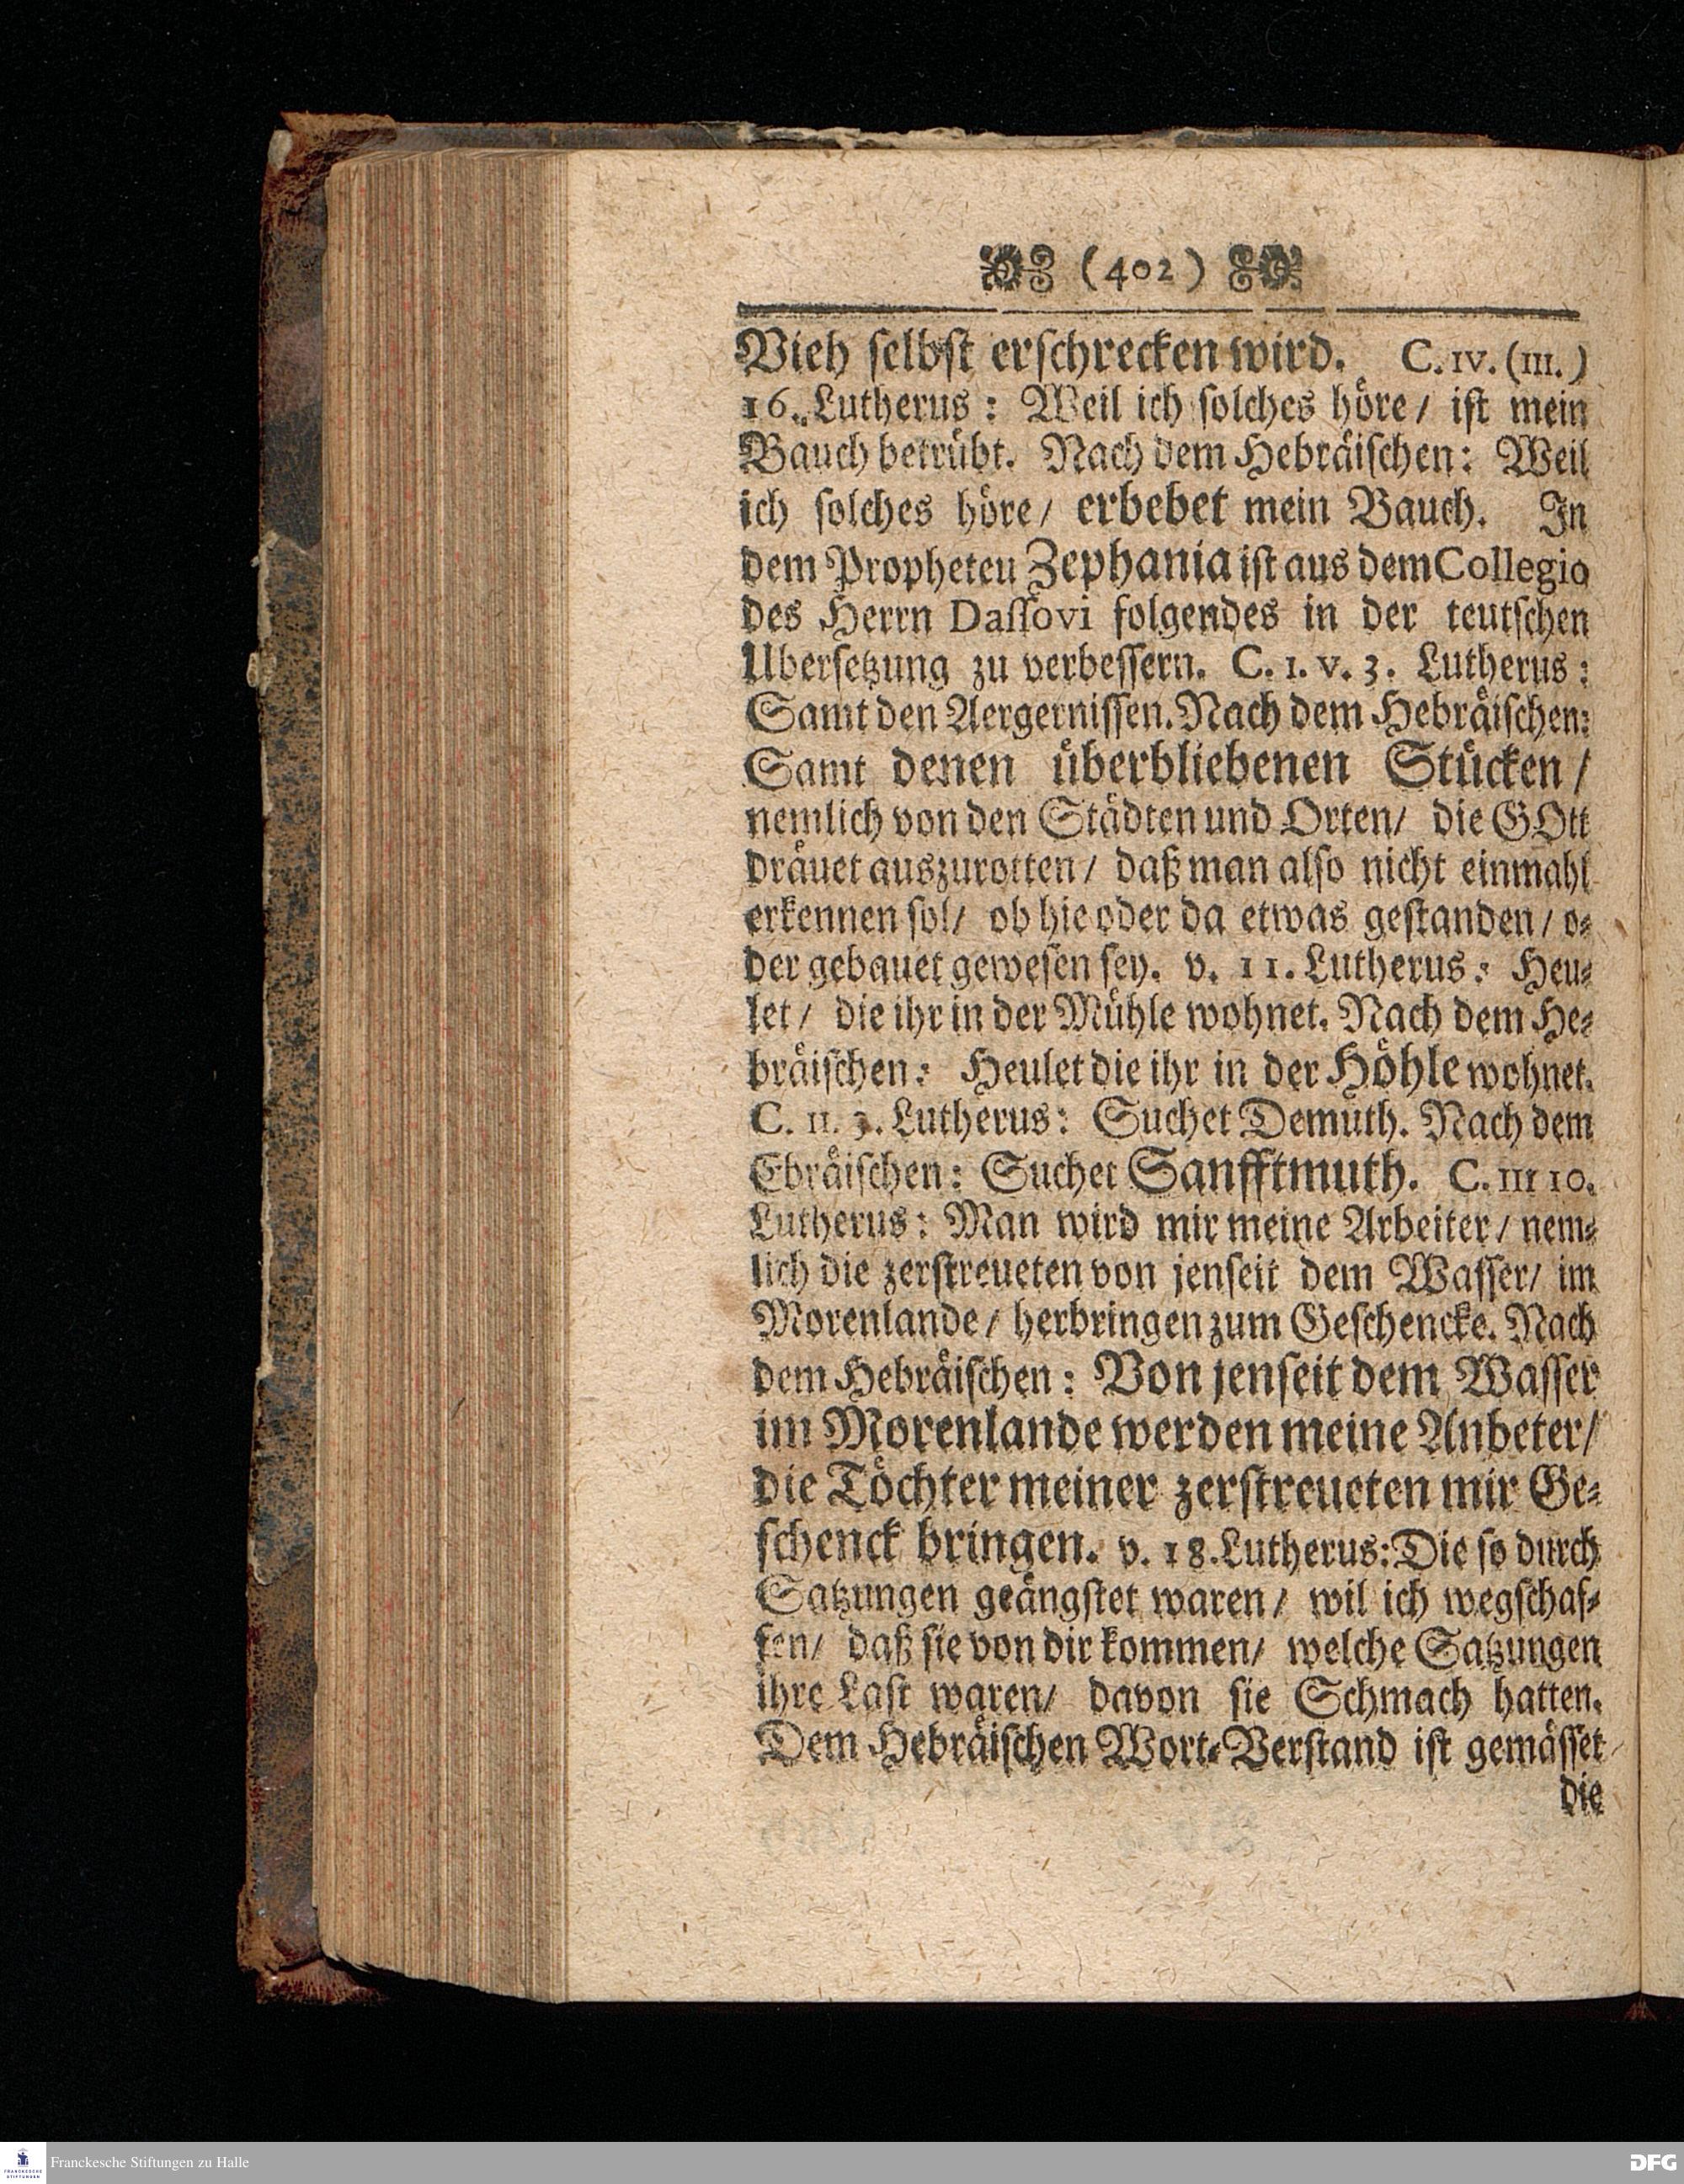 (402)
Vieh selbst erschrecken wird. C. IV. (III.)
16. Lutherus: Weil ich solches höre/ ist mein
Bauch betrübt. Nach dem Hebräischen: Weil
ich solches höre/ erbebet mein Bauch. In
dem Propheten Zephania ist aus dem Collegio
des Herrn Dassovi folgendes in der teutschen
Ubersetzung zu verbessern. C. I. v. 3. Lutherus:
Samt den Aergernissen. Nach dem Hebräischen:
Samt denen überbliebenen Stücken/
nemlich von den Städten und Orten/ die GOtt
dräuet auszurotten/ daß man also nicht einmahl
erkennen sol/ ob hie oder da etwas gestanden/ o-
der gebauet gewesen sey. v. 11. Lutherus: Heu-
let/ die ihr in der Mühle wohnet. Nach dem He-
bräischen: Heulet die ihr in der Höhle wohnet.
C. II. 3. Lutherus: Suchet Demuth. Nach dem
Ebräischen: Suchet Sanfftmuth. C. III 10.
Lutherus: Man wird mir meine Arbeiter/ nem-
lich die zerstreueten von jenseit dem Wasser/ im
Morenlande/ herbringen zum Geschencke. Nach
dem Hebräischen: Von jenseit dem Wasser
im Morenlande werden meine Anbeter/
die Töchter meiner zerstreueten mir Ge-
schenck bringen. v. 18. Lutherus: Die so durch
Satzungen geängstet waren/ wil ich wegschaf-
fen/ daß sie von dir kommen/ welche Satzungen
ihre Last waren/ davon sie Schmach hatten.
Dem Hebräischen Wort-Verstand ist gemässet
die
Franckesche Stiftungen zu Halle
DFG